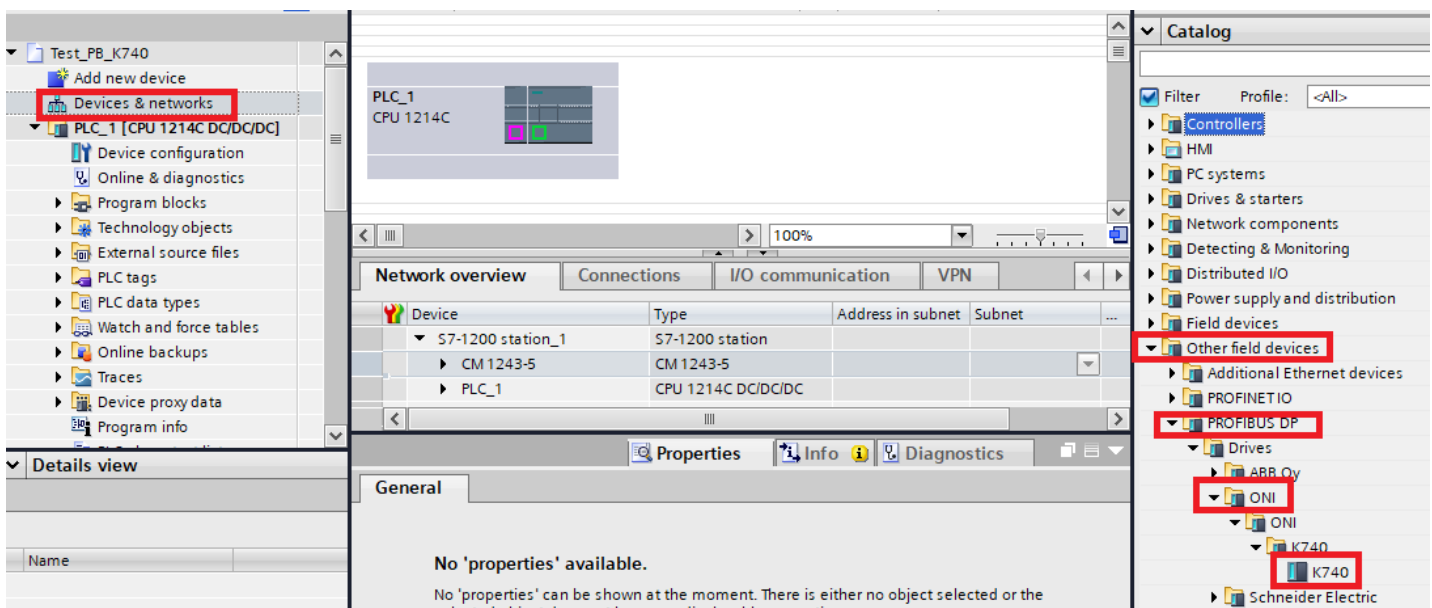 Test_PB_K740
Add new device
Devices & networks
PLC_1 [CPU 1214C DC/DC/DC]
Device configuration
Online & diagnostics
Program blocks
Technology objects
External source files
PLC tags
PLC data types
Watch and force tables
Online backups
Traces
Device proxy data
Program info
Details view
Name
PLC_1
CPU 1214C
100%
Network overview
Connections
I/O communication
VPN
Device
Type
Address in subnet
Subnet
...
S7-1200 station_1
S7-1200 station
CM 1243-5
CM 1243-5
PLC_1
CPU 1214C DC/DC/DC
Properties
Info
Diagnostics
General
No 'properties' available.
No 'properties' can be shown at the moment. There is either no object selected or the
Catalog
Filter
Profile:
<All>
Controllers
HMI
PC systems
Drives & starters
Network components
Detecting & Monitoring
Distributed I/O
Power supply and distribution
Field devices
Other field devices
Additional Ethernet devices
PROFINET IO
PROFIBUS DP
Drives
ABB Oy
ONI
ONI
K740
K740
Schneider Electric